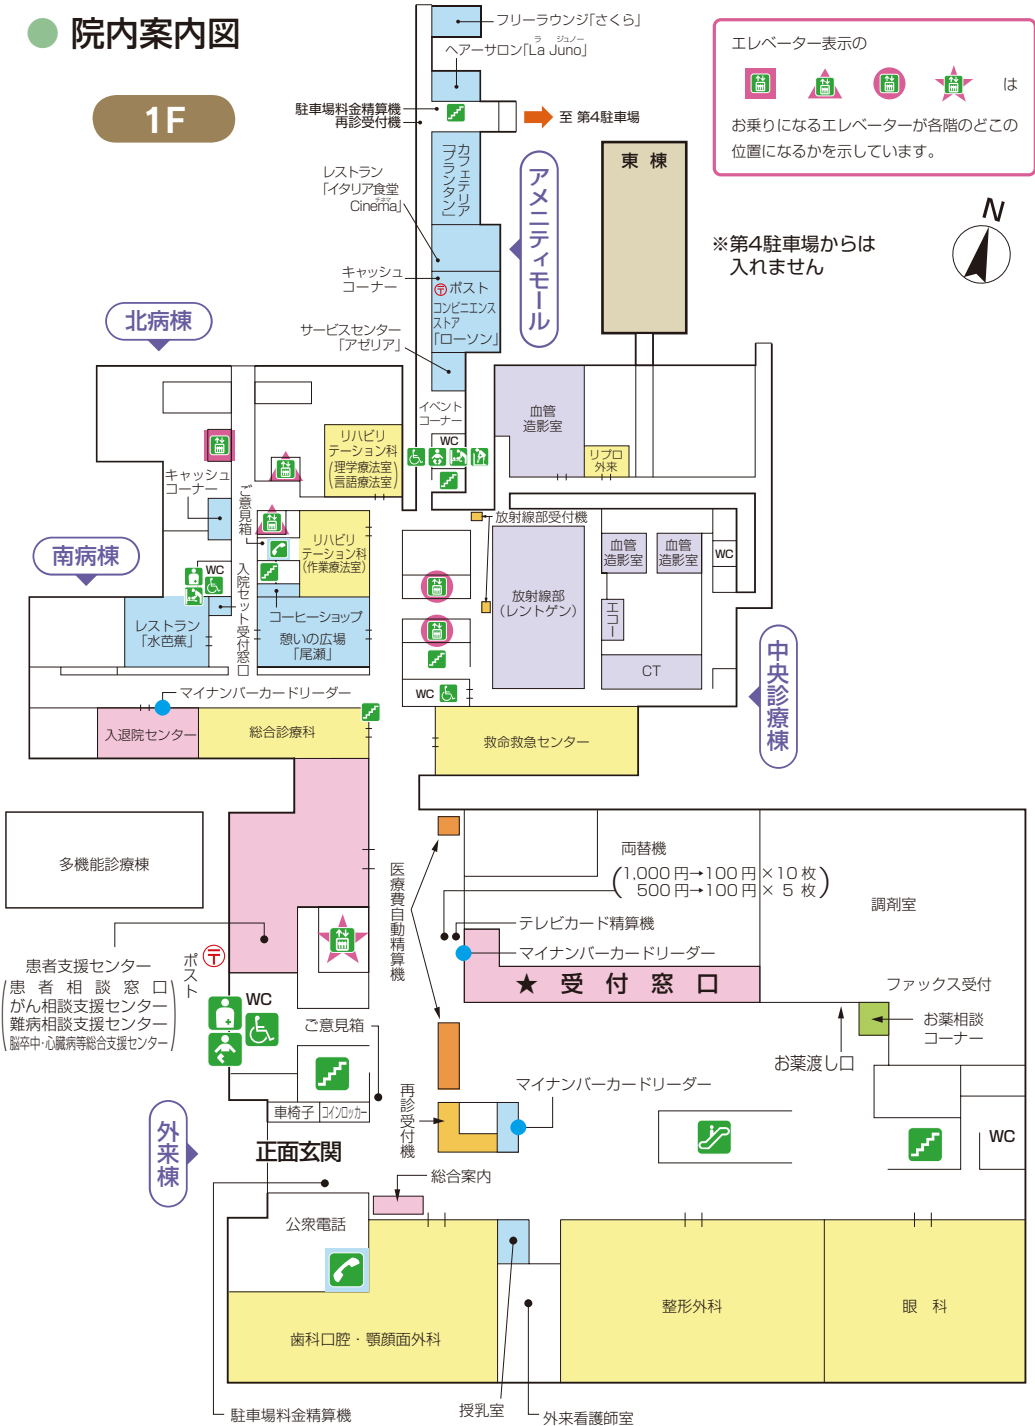 院内案内図
1F
フリーラウンジ「さくら」
ラ ジュノー
ヘアーサロン「La Juno」
駐車場料金精算機
再診受付機
至 第4駐車場
エレベーター表示の
は
お乗りになるエレベーターが各階のどこの
位置になるかを示しています。
カフェテリア
「プランタン」
レストラン
「イタリア食堂
チネマ
Cinema」
アメニティモール
東 棟
※第4駐車場からは
入れません
N
キャッシュ
コーナー
〒ポスト
コンビニエンス
ストア
「ローソン」
サービスセンター
「アゼリア」
北病棟
イベント
コーナー
WC
血管
造影室
リプロ
外来
リハビリ
テーション科
(理学療法室)
(言語療法室)
キャッシュ
コーナー
ご意見箱
放射線部受付機
南病棟
リハビリ
テーション科
(作業療法室)
WC
入院セット受付窓口
レストラン
「水芭蕉」
コーヒーショップ
憩いの広場
「尾瀬」
放射線部
(レントゲン)
血管
造影室
血管
造影室
WC
エコー
CT
中央診療棟
WC
マイナンバーカードリーダー
入退院センター
総合診療科
救命救急センター
多機能診療棟
医療費自動精算機
両替機
(1,000円→100円×10枚)
(500円→100円×5枚)
テレビカード精算機
マイナンバーカードリーダー
★ 受付窓口
調剤室
ファックス受付
お薬相談
コーナー
お薬渡し口
患者支援センター
患者相談窓口
がん相談支援センター
難病相談支援センター
脳卒中・心臓病等総合支援センター
ポスト
〒
WC
ご意見箱
車椅子
コインロッカー
再診受付機
マイナンバーカードリーダー
WC
外来棟
正面玄関
総合案内
公衆電話
歯科口腔・顎顔面外科
整形外科
眼 科
駐車場料金精算機
授乳室
外来看護師室